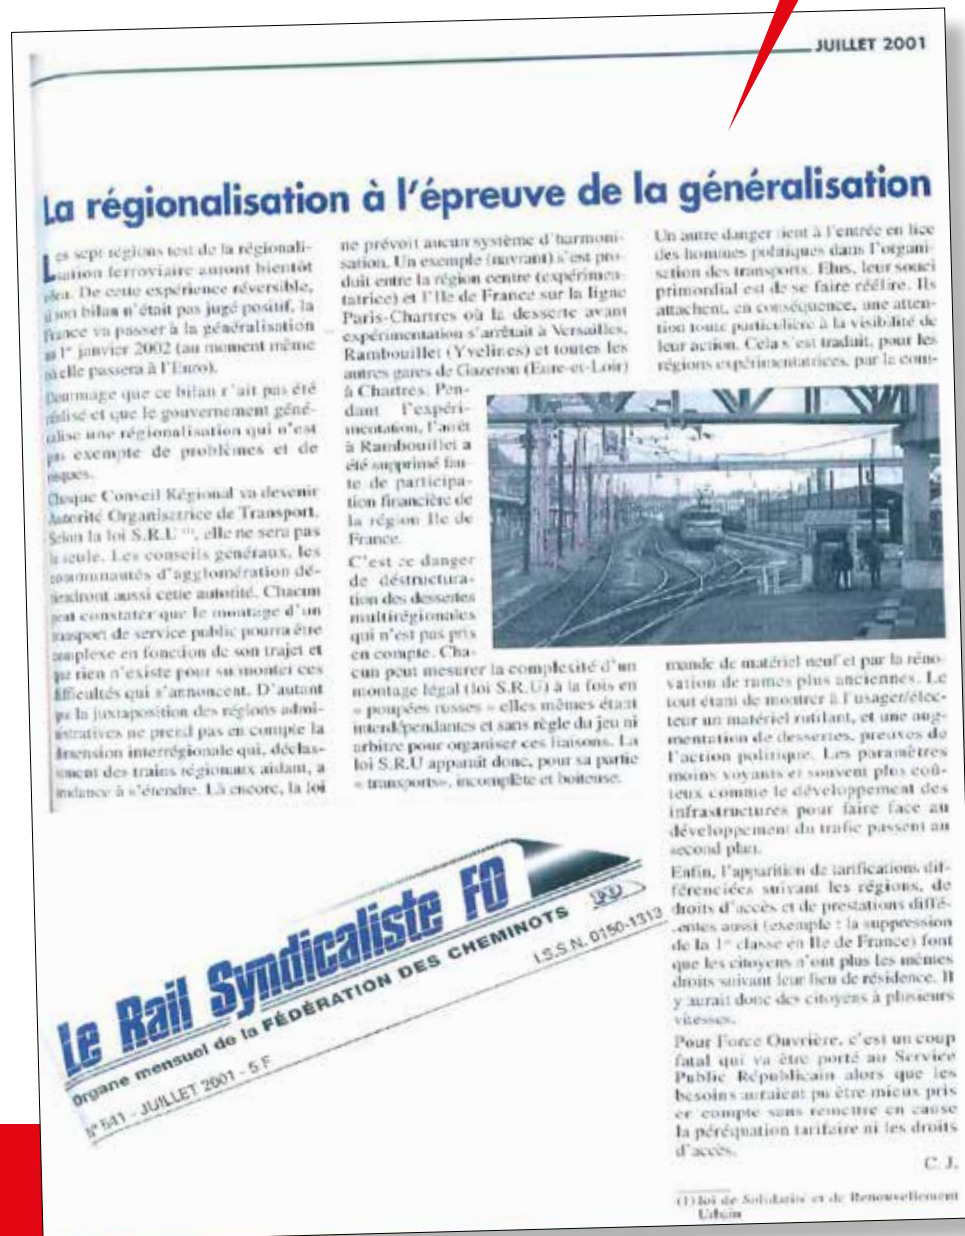 JUILLET 2001
La régionalisation à l'épreuve de la généralisation
Les sept régions test de la régionali-
sation ferroviaire auront bientôt
De cette expérience réversible,
si son bilan n'était pas jugé positif, la
France va passer à la généralisation
au 1er janvier 2002 (au moment même
où elle passera à l'Euro).
Dommage que ce bilan n'ait pas été
réalisé et que le gouvernement géné-
ralise une régionalisation qui n'est
pas exempte de problèmes et de
risques.
Chaque Conseil Régional va devenir
Autorité Organisatrice de Transport.
Selon la loi S.R.U (1), elle ne sera pas
la seule. Les conseils généraux, les
communautés d'agglomération dé-
tiendront aussi cette autorité. Chacun
peut constater que le montage d'un
transport de service public pourra être
complexe en fonction de son trajet et
que rien n'existe pour surmonter ces
difficultés qui s'annoncent. D'autant
que la juxtaposition des régions admi-
nistratives ne prend pas en compte la
dimension interrégionale qui, déclas-
sement des trains régionaux aidant, a
tendance à s'étendre. Là encore, la loi
ne prévoit aucun système d'harmoni-
sation. Un exemple (navrant) s'est pro-
duit entre la région centre (expérimen-
tatrice) et l'Ile de France sur la ligne
Paris-Chartres où la desserte avant
expérimentation s'arrêtait à Versailles,
Rambouillet (Yvelines) et toutes les
autres gares de Gazeron (Eure-et-Loir)
à Chartres. Pen-
dant l'expéri-
mentation, l'arrêt
à Rambouillet a
été supprimé fau-
te de participa-
tion financière de
la région Ile de
France.
C'est ce danger
de déstructura-
tion des dessertes
multirégionales
qui n'est pas pris
en compte. Cha-
cun peut mesurer la complexité d'un
montage légal (loi S.R.U) à la fois en
« poupées russes » elles mêmes étant
interdépendantes et sans règle du jeu ni
arbitre pour organiser ces liaisons. La
loi S.R.U apparaît donc, pour sa partie
« transports», incomplète et boiteuse.
Un autre danger tient à l'entrée en lice
des hommes politiques dans l'organi-
sation des transports. Elus, leur souci
primordial est de se faire réélire. Ils
attachent, en conséquence, une atten-
tion toute particulière à la visibilité de
leur action. Cela s'est traduit, pour les
régions expérimentatrices, par la com-
mande de matériel neuf et par la réno-
vation de rames plus anciennes. Le
tout étant de montrer à l'usager/élec-
teur un matériel rutilant, et une aug-
mentation de dessertes, preuves de
l'action politique. Les paramètres
moins voyants et souvent plus coû-
teux comme le développement des
infrastructures pour faire face au
développement du trafic passent au
second plan.
Enfin, l'apparition de tarifications dif-
férenciées suivant les régions, de
droits d'accès et de prestations diffé-
rentes aussi (exemple : la suppression
de la 1re classe en Ile de France) font
que les citoyens n'ont plus les mêmes
droits suivant leur lieu de résidence. Il
y aurait donc des citoyens à plusieurs
vitesses.
Pour Force Ouvrière, c'est un coup
fatal qui va être porté au Service
Public Républicain alors que les
besoins auraient pu être mieux pris
en compte sans remettre en cause
la péréquation tarifaire ni les droits
d'accès.
C. J.
(1) loi de Solidarité et de Renouvellement
Urbain
Le Rail Syndicaliste FO
Organe mensuel de la FÉDÉRATION DES CHEMINOTS
N° 541 - JUILLET 2001 - 5 F
I.S.S.N. 0150-1313